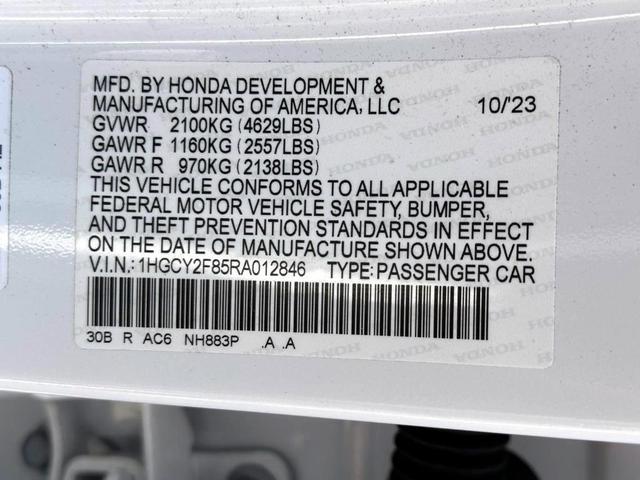 MFD. BY HONDA DEVELOPMENT &
MANUFACTURING OF AMERICA, LLC 10/23
GVWR 2100KG (4629LBS)
GAWR F 1160KG (2557LBS)
GAWR R 970KG (2138LBS)
THIS VEHICLE CONFORMS TO ALL APPLICABLE
FEDERAL MOTOR VEHICLE SAFETY, BUMPER,
AND THEFT PREVENTION STANDARDS IN EFFECT
ON THE DATE OF MANUFACTURE SHOWN ABOVE.
V.I.N.: 1HGCY2F85RA012846 TYPE: PASSENGER CAR
30B R AC6 NH883P .A .A